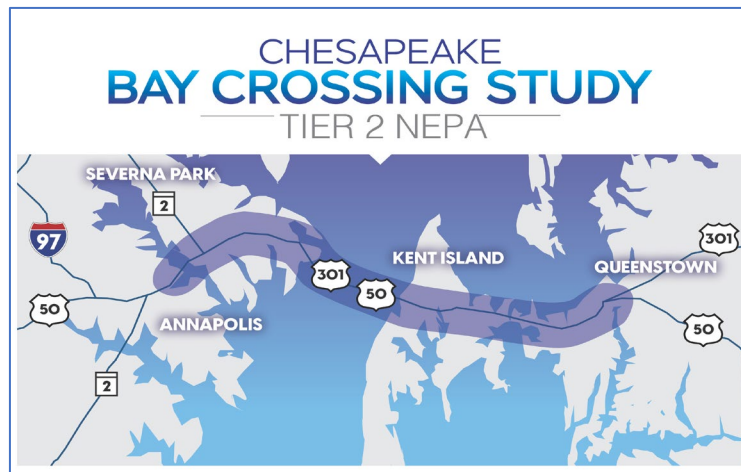 CHESAPEAKE
BAY CROSSING STUDY
TIER 2 NEPA
SEVERNA PARK
2
97
301
KENT ISLAND
301
QUEENSTOWN
50
50
ANNAPOLIS
50
2